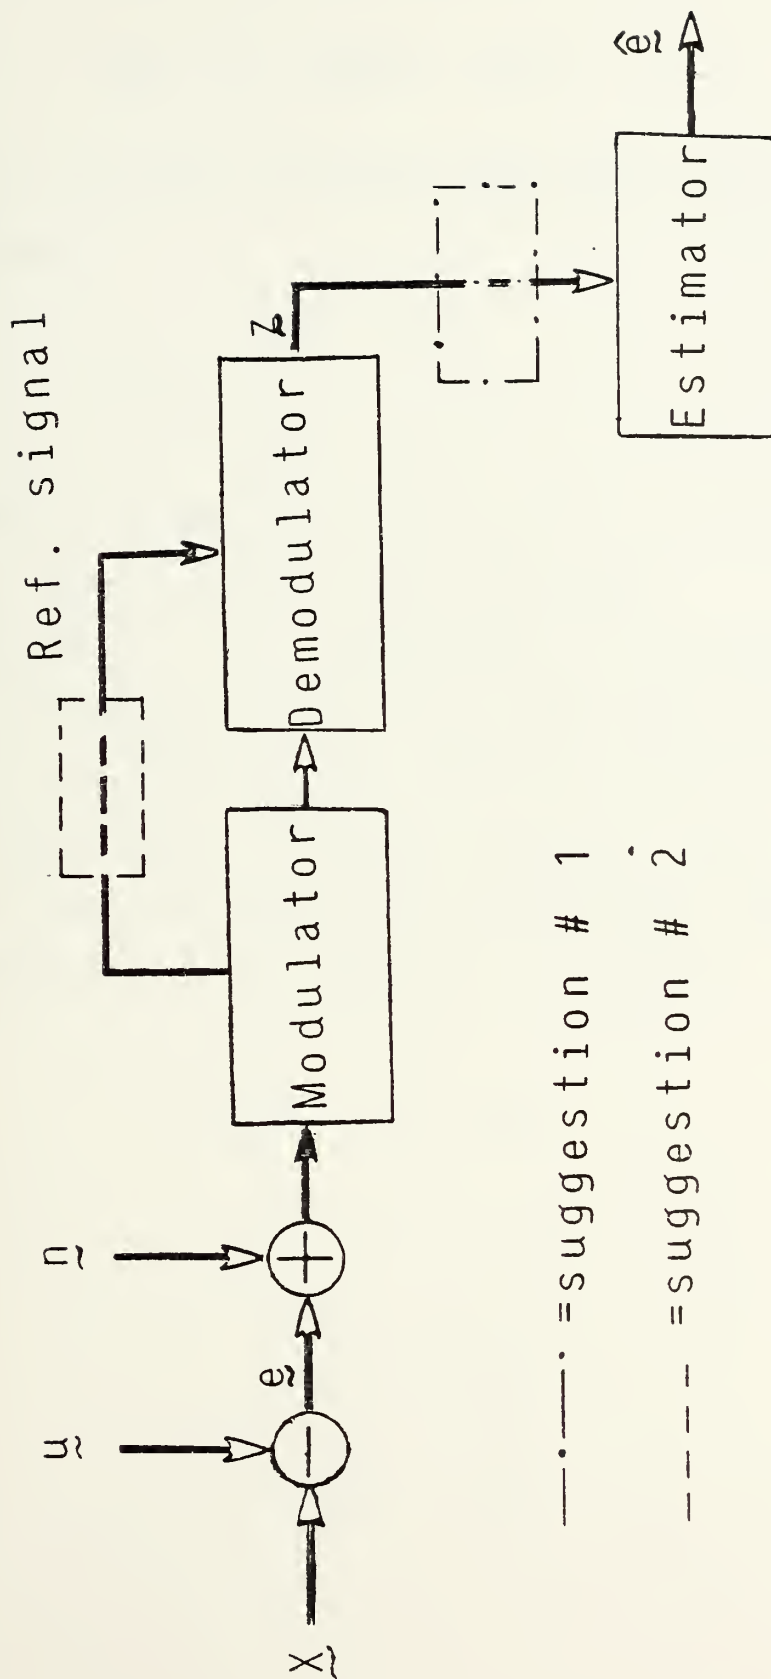 Ref. signal
u
n
X
e
Modulator
Demodulator
z
ê
Estimator
—·—·=suggestion # 1
---- =suggestion # 2